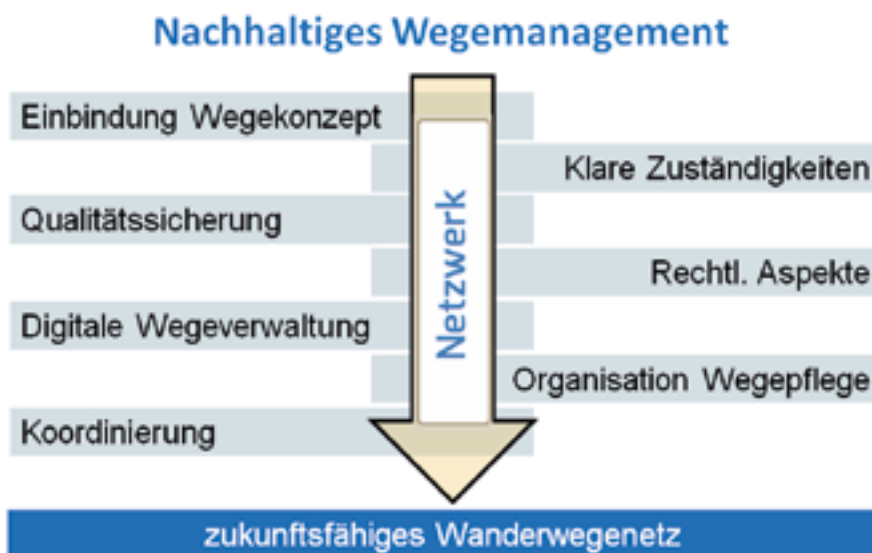 Nachhaltiges Wegemanagement
Einbindung Wegekonzept
Klare Zuständigkeiten
Qualitätssicherung
Rechtl. Aspekte
Digitale Wegeverwaltung
Organisation Wegepflege
Koordinierung
Netzwerk
zukunftsfähiges Wanderwegenetz